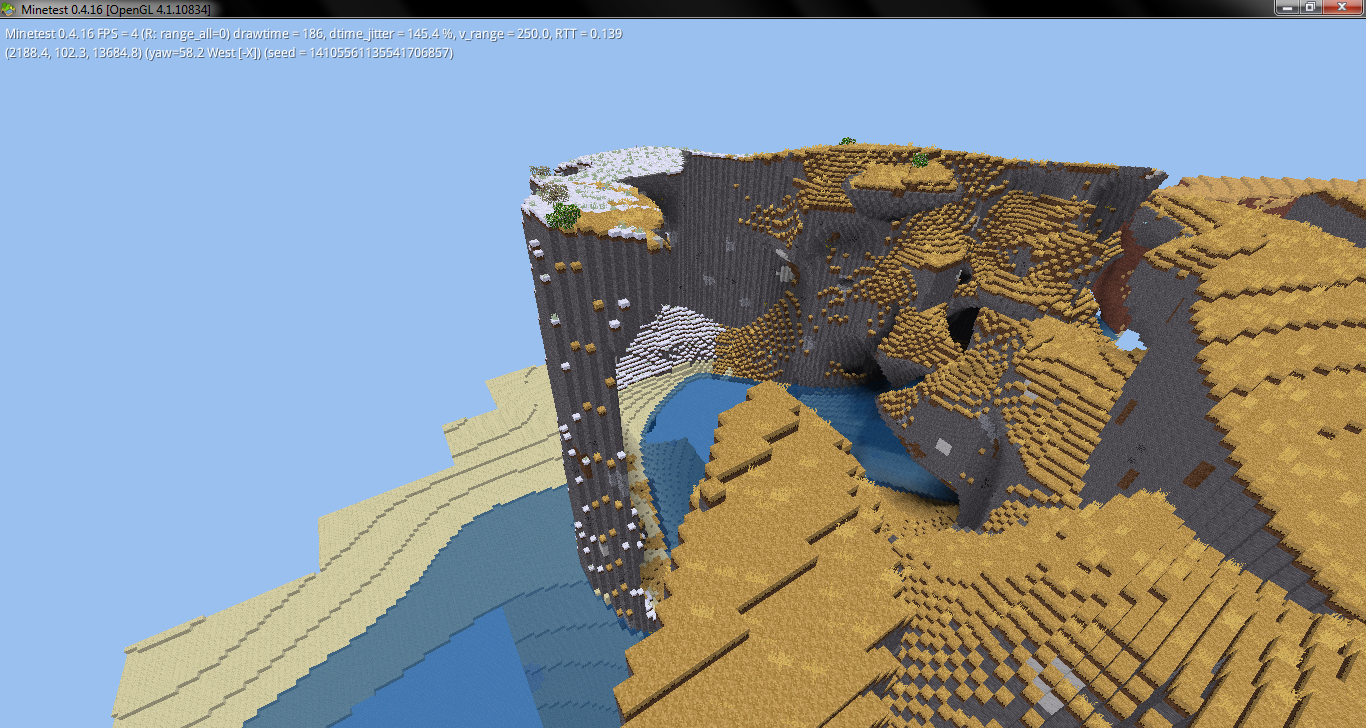 Minetest 0.4.16 [OpenGL 4.1.10834]
Minetest 0.4.16 FPS = 4 (R: range_all=0) drawtime = 186, dtime_jitter = 145.4 %, v_range = 250.0, RTT = 0.139
(2188.4, 102.3, 13684.8) (yaw=58.2 West [-X]) (seed = 14105561135541706857)